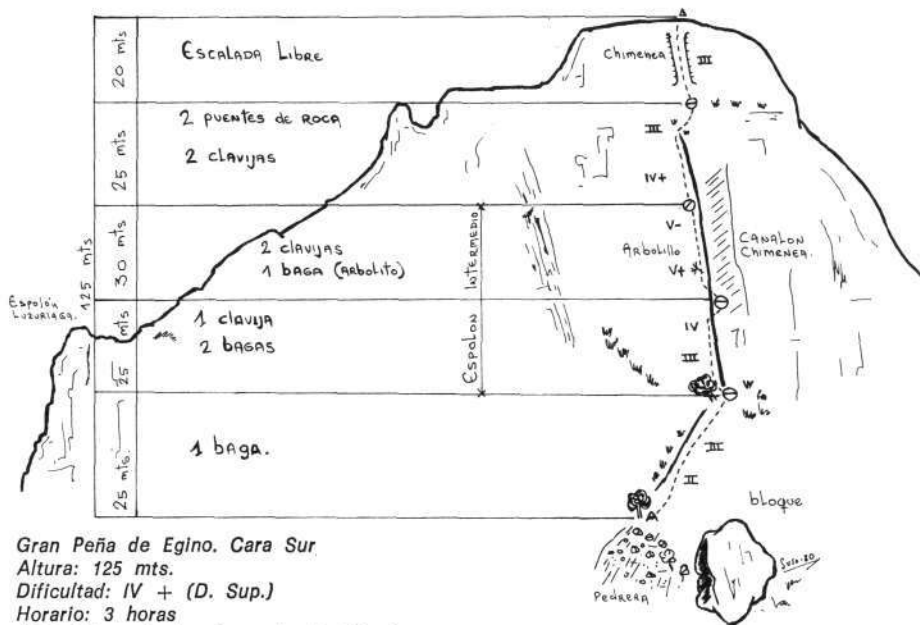 20 mts
ESCALADA LIBRE
Chimenea
III
25 mts
2 PUENTES DE ROCA
2 CLAVIJAS
III
IV+
125 mts
30 mts
2 CLAVIJAS
1 BAGA (ARBOLITO)
ESPOLON INTERMEDIO
V-
ARBOLILLO
V+
CANALON
CHIMENEA.
ESPOLÓN
LUZURIAGA.
25 mts
1 CLAVIJA
2 BAGAS
IV
III
25 mts.
1 BAGA.
III
II
bloque
PEDRERA
Gran Peña de Egino. Cara Sur
Altura: 125 mts.
Dificultad: IV + (D. Sup.)
Horario: 3 horas